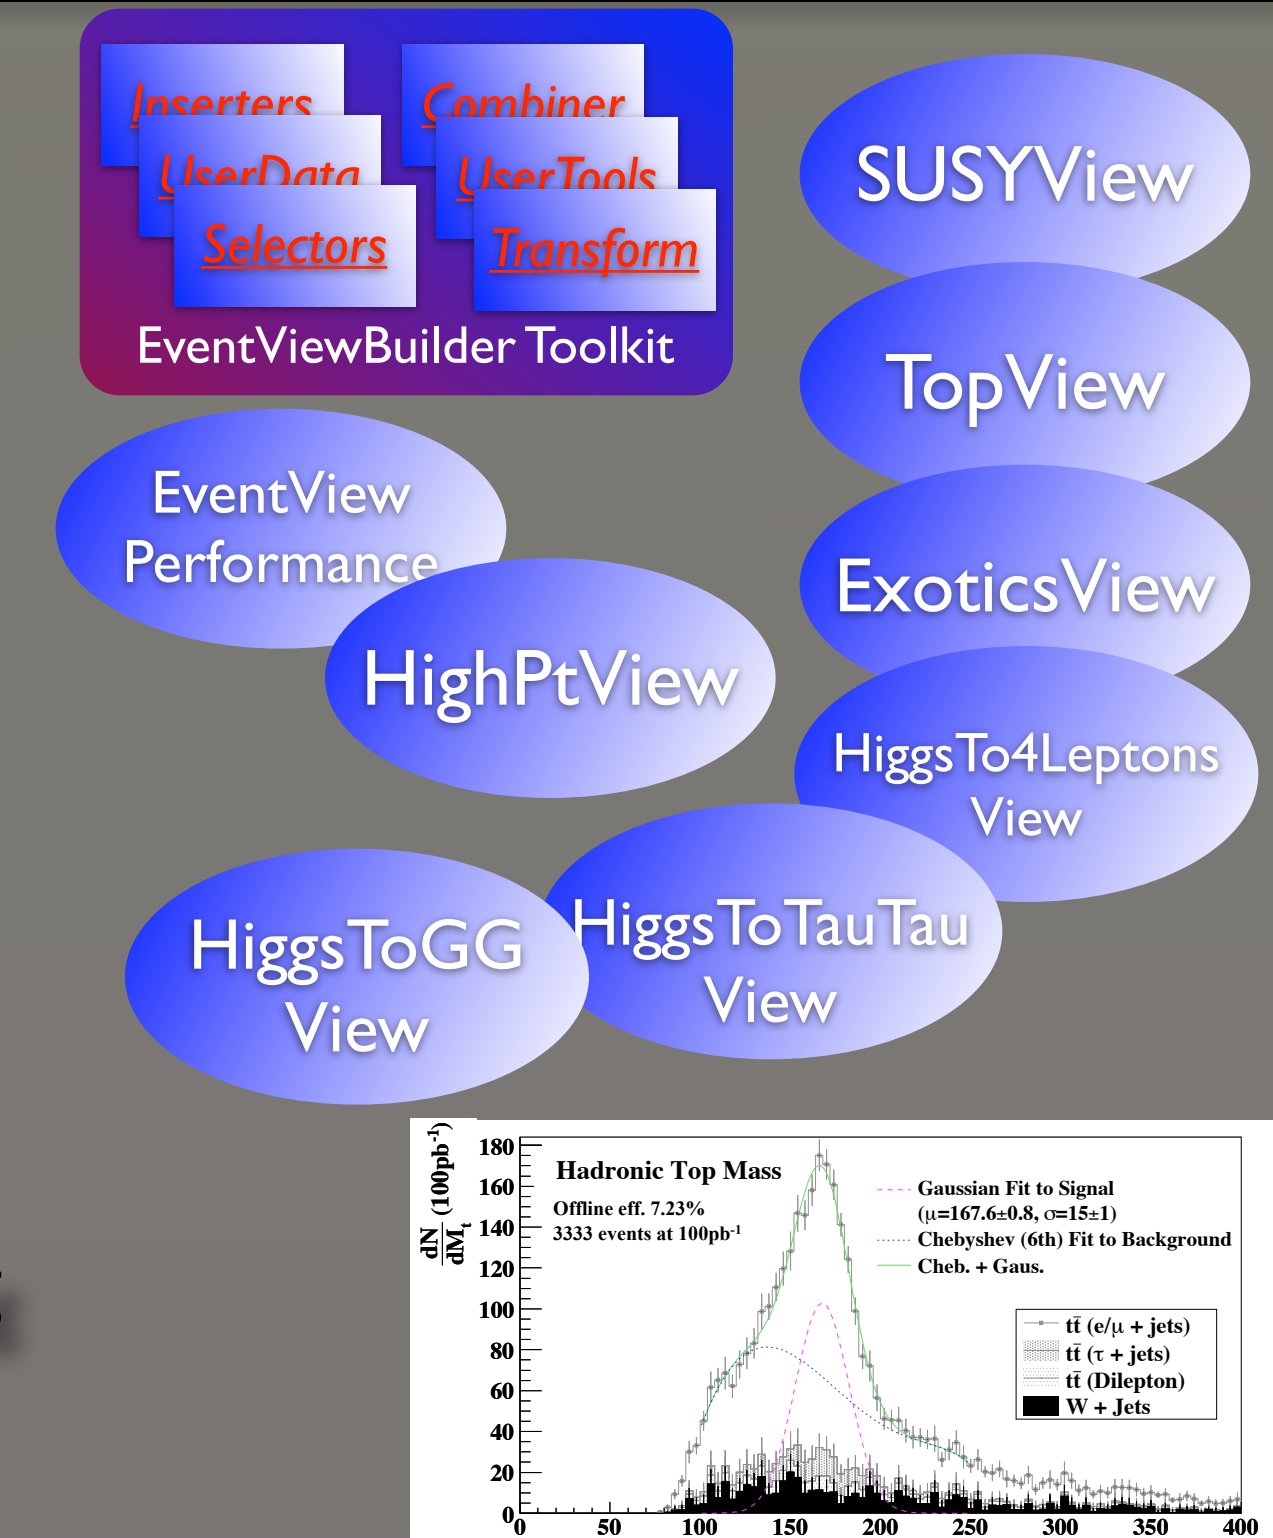 Inserters
Combiner
UserData
UserTools
Selectors
Transform
EventViewBuilder Toolkit
SUSYView
TopView
EventView
Performance
ExoticsView
HighPtView
HiggsTo4Leptons
View
HiggsToTauTau
View
HiggsToGG
View
dN
dMt
(100pb-1)
180
160
140
120
100
80
60
40
20
0
0 50 100 150 200 250 300 350 400
Hadronic Top Mass
Offline eff. 7.23%
3333 events at 100pb-1
Gaussian Fit to Signal
(μ=167.6±0.8, σ=15±1)
Chebyshev (6th) Fit to Background
Cheb. + Gaus.
tt̄ (e/μ + jets)
tt̄ (τ + jets)
tt̄ (Dilepton)
W + Jets